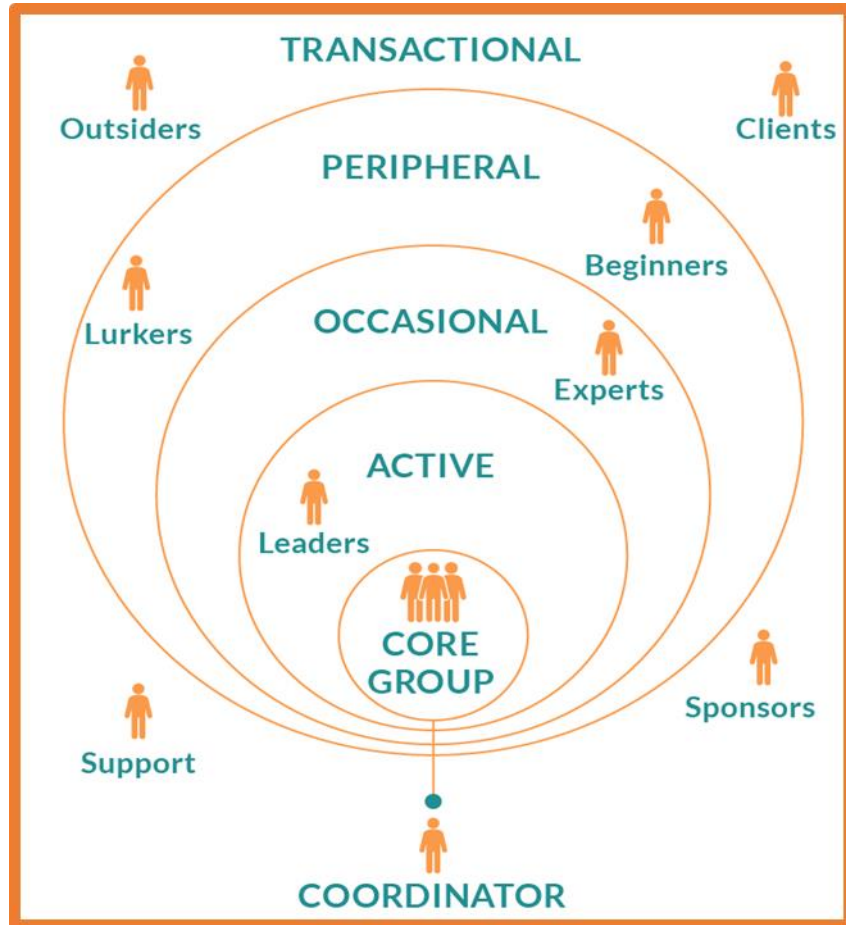 TRANSACTIONAL
Outsiders
Clients
PERIPHERAL
Beginners
Lurkers
OCCASIONAL
Experts
ACTIVE
Leaders
CORE
GROUP
Sponsors
Support
COORDINATOR